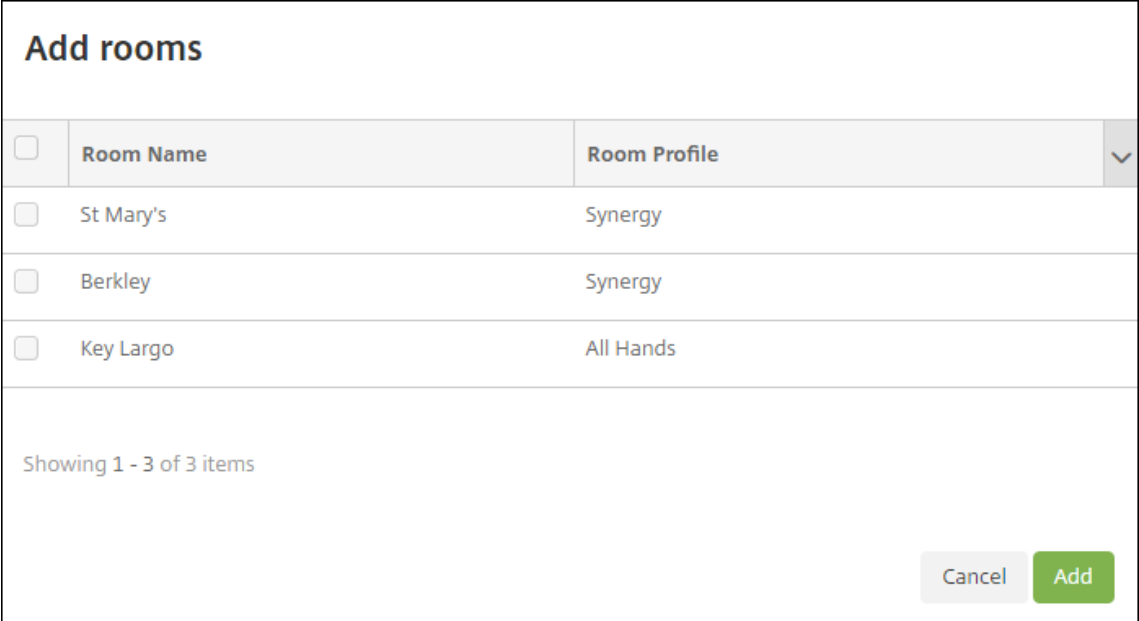 Add rooms
Room Name Room Profile
St Mary's Synergy
Berkley Synergy
Key Largo All Hands
Showing 1 - 3 of 3 items
Cancel Add